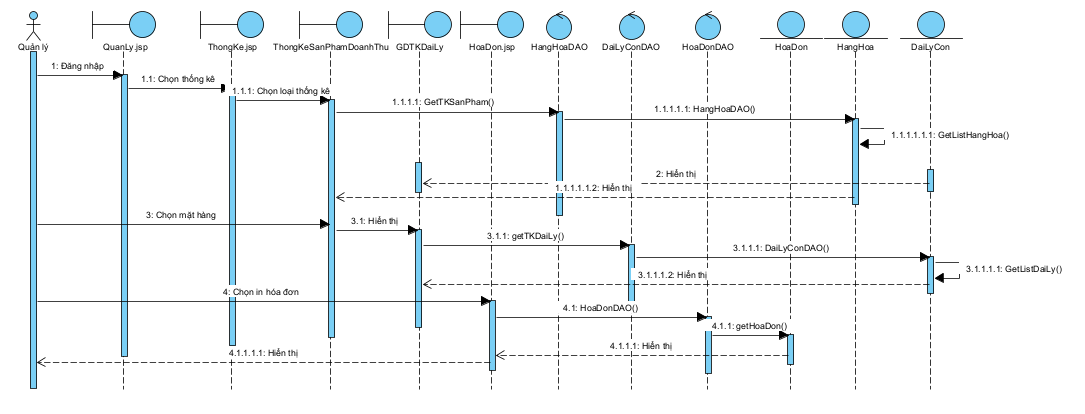 Quản lý
QuanLy.jsp
ThongKe.jsp
ThongKeSanPhamDoanhThu
GDTKDaiLy
HoaDon.jsp
HangHoaDAO
DaiLyConDAO
HoaDonDAO
HoaDon
HangHoa
DaiLyCon
1: Đăng nhập
1.1: Chọn thống kê
1.1.1: Chọn loại thống kê
1.1.1.1: GetTKSanPham()
1.1.1.1.1: HangHoaDAO()
1.1.1.1.1.1: GetListHangHoa()
2: Hiển thị
1.1.1.1.1.2: Hiển thị
3: Chọn mặt hàng
3.1: Hiển thị
3.1.1: getTKDaiLy()
3.1.1.1: DaiLyConDAO()
3.1.1.1.1: GetListDaiLy()
3.1.1.1.2: Hiển thị
4: Chọn in hóa đơn
4.1: HoaDonDAO()
4.1.1: getHoaDon()
4.1.1.1: Hiển thị
4.1.1.1.1: Hiển thị